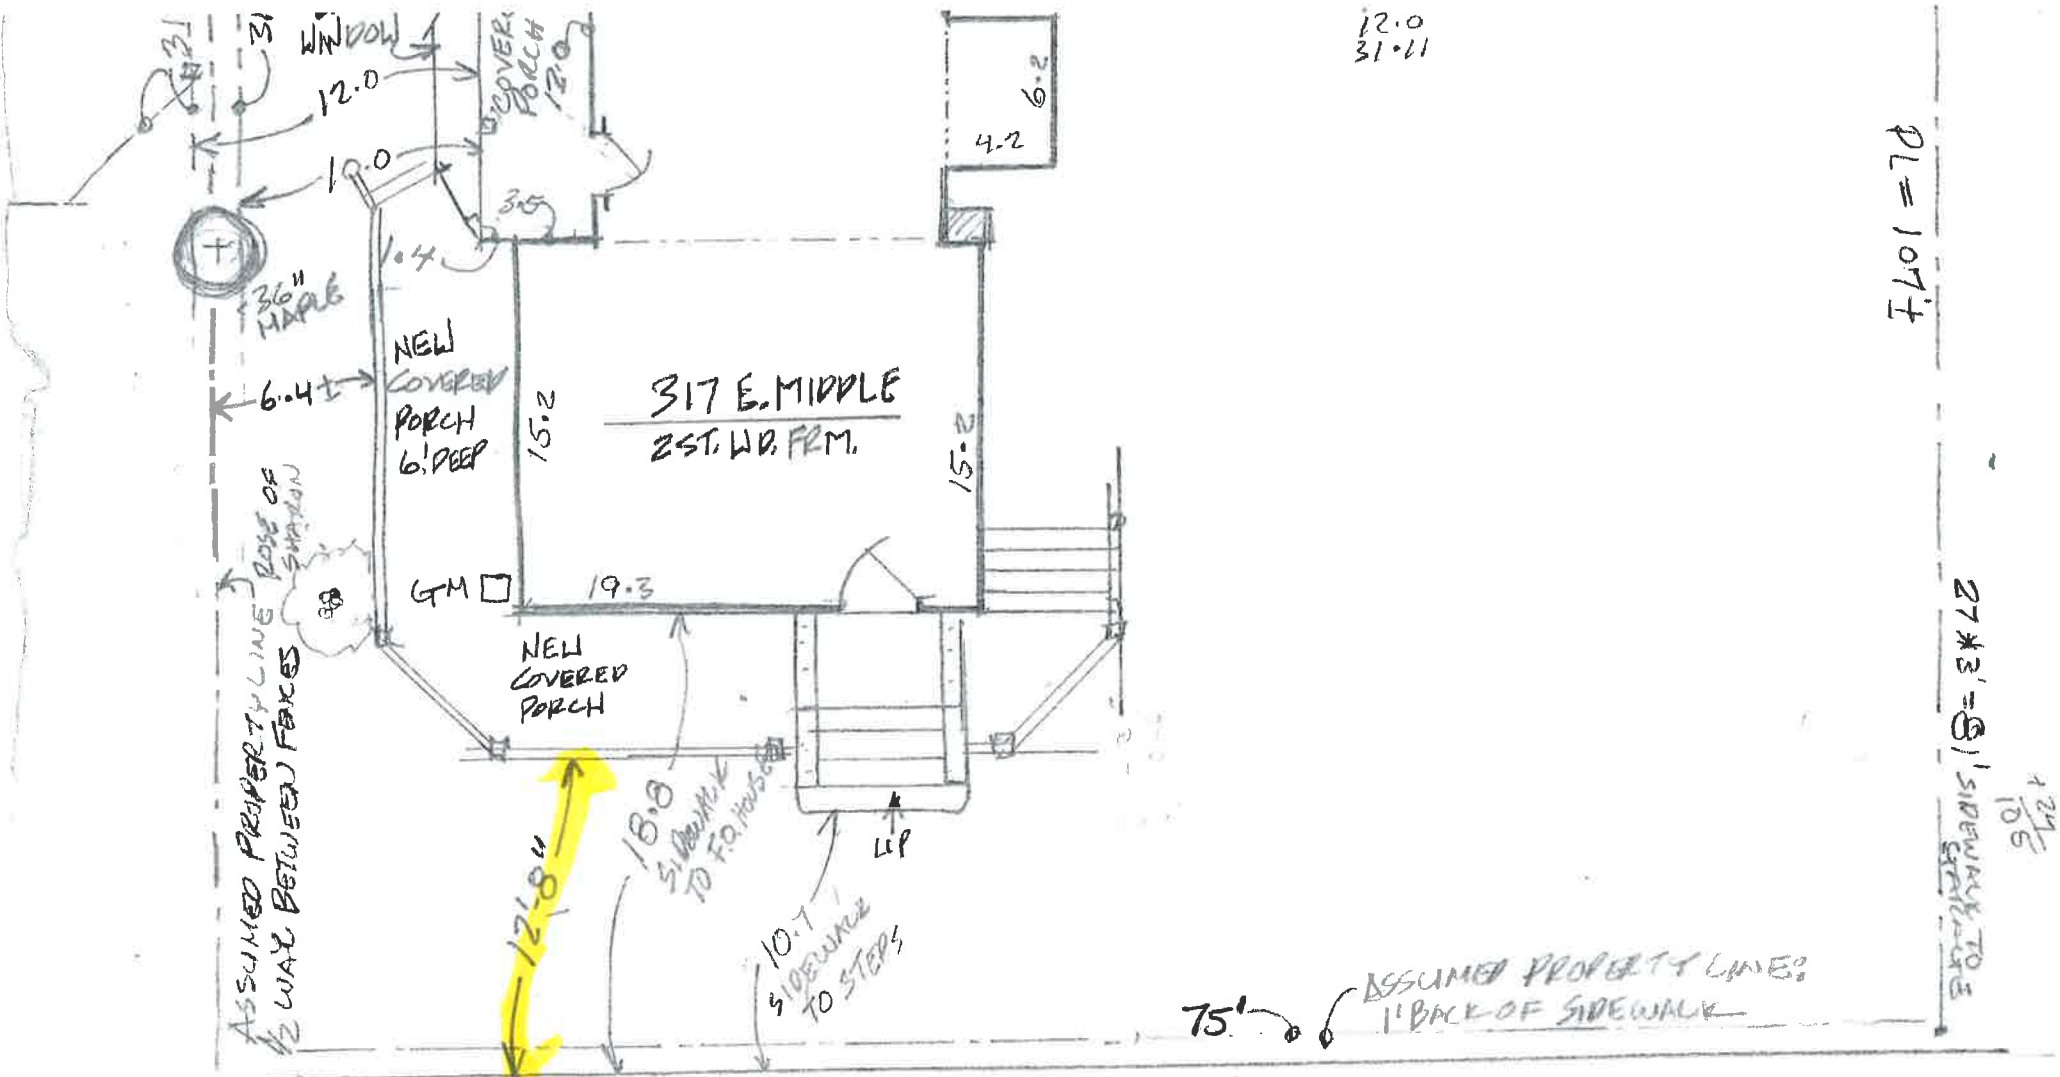 31
31
WINDOW
COVER
PORCH
12.0
12.0
10.0
3.5
1.4
12.0
31.11
6.2
4.2
PL = 107±
36"
MAPLE
6.4±
NEW
COVERED
PORCH
6' DEEP
15.2
317 E. MIDDLE
2 ST. WD. FRM.
15.2
ROSE OF
SHARON
GM
19.3
NEW
COVERED
PORCH
ASSUMED PROPERTY LINE
1/2 WAY BETWEEN FENCES
12'-8"
18.8
SIDEWALK
TO F.O. HOUSE
UP
10.7
SIDEWALK
TO STEPS
27*3'=81'
SIDEWALK TO
+24
105
75'
ASSUMED PROPERTY LINE:
1' BACK OF SIDEWALK